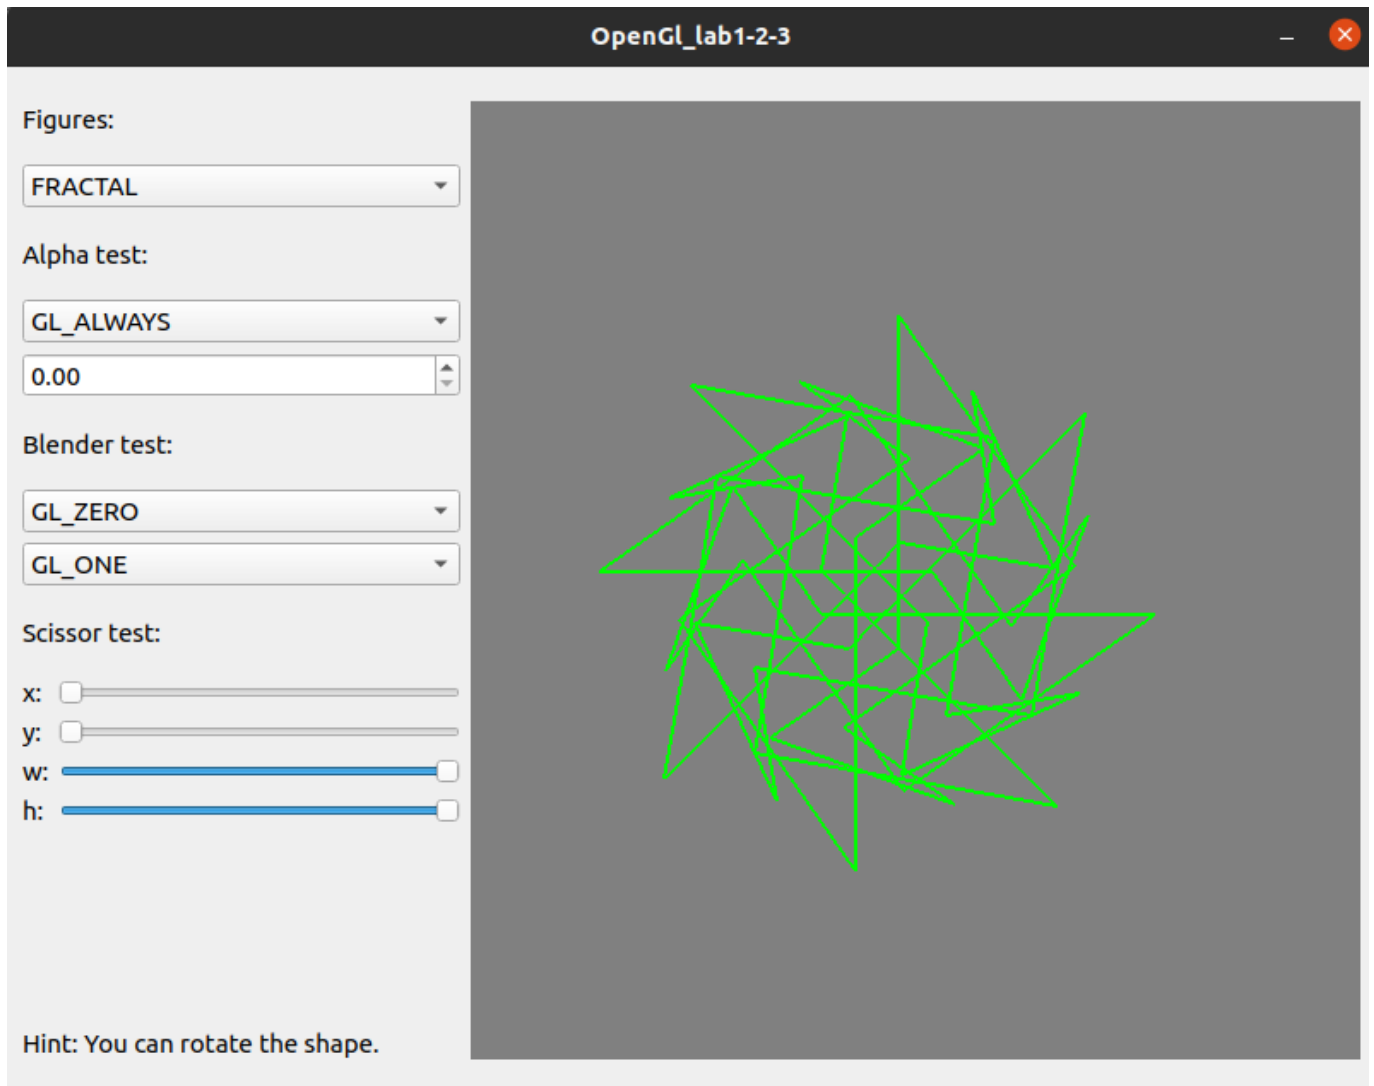 OpenGl_lab1-2-3
Figures:
FRACTAL
Alpha test:
GL_ALWAYS
0.00
Blender test:
GL_ZERO
GL_ONE
Scissor test:
x:
y:
w:
h:
Hint: You can rotate the shape.